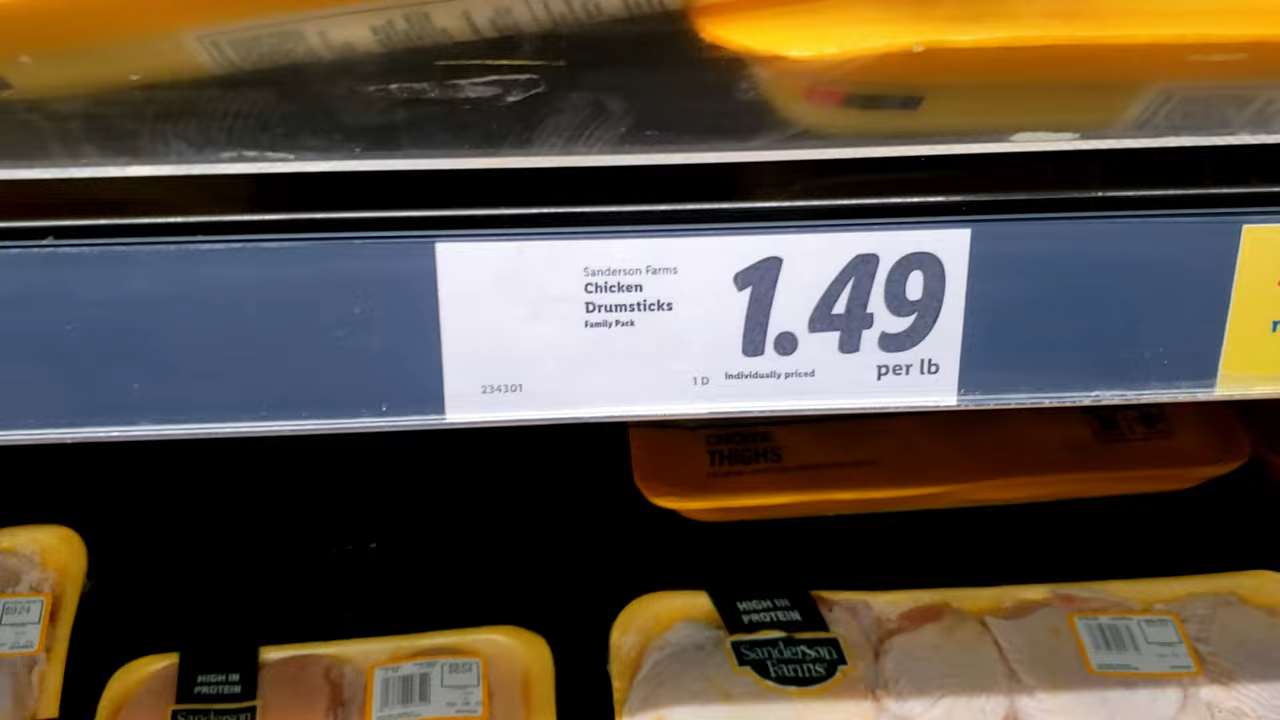 Sanderson Farms
Chicken
Drumsticks
Family Pack
1.49
per lb
Individually priced
1 D
234301
CHICKEN
THIGHS
HIGH IN
PROTEIN
Sanderson
Farms
HIGH IN
PROTEIN
Sanderson